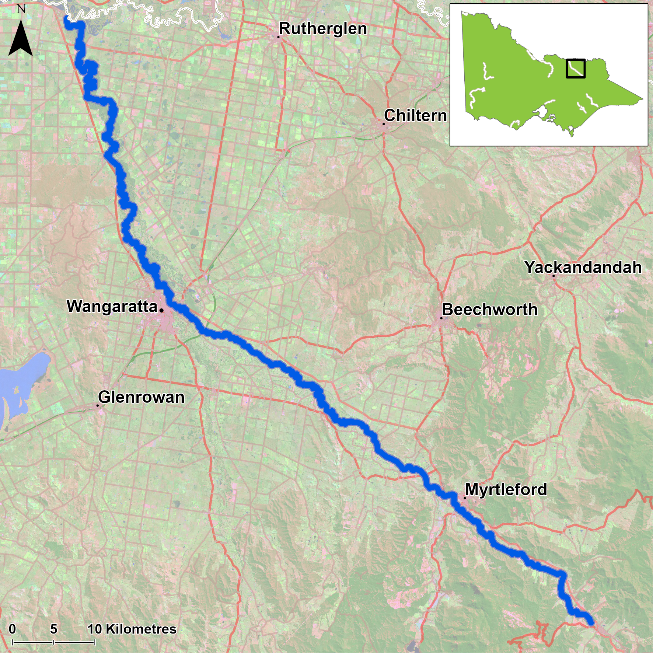 N
Rutherglen
Chiltern
Yackandandah
Wangaratta
Beechworth
Glenrowan
Myrtleford
0 5 10 Kilometres